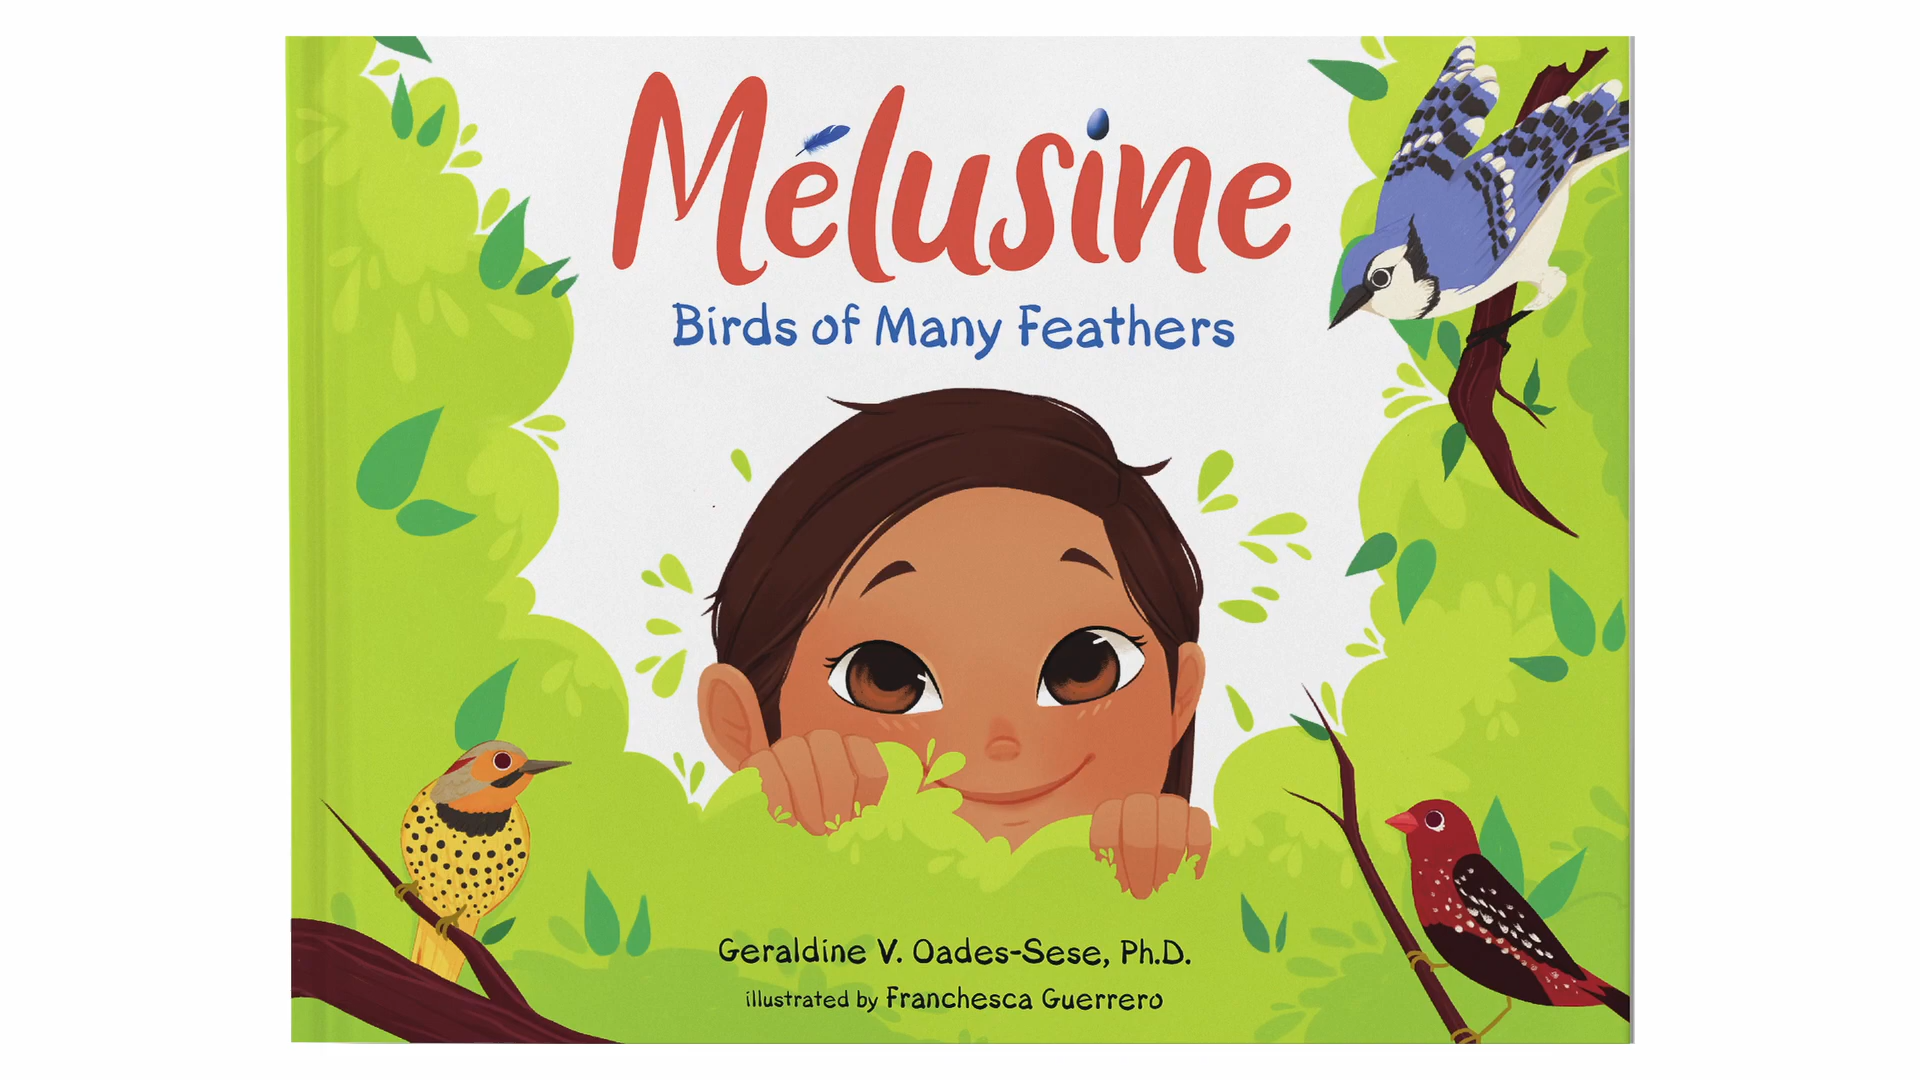 Mélusine
Birds of Many Feathers
Geraldine V. Oades-Sese, Ph.D.
illustrated by Franchesca Guerrero